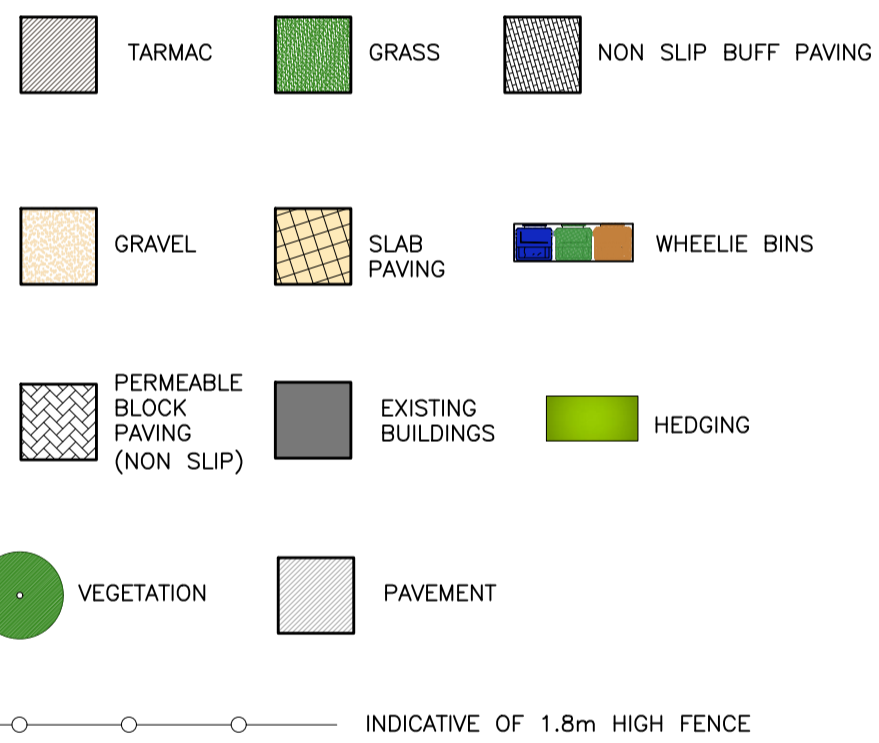 TARMAC
GRASS
NON SLIP BUFF PAVING
GRAVEL
SLAB
PAVING
WHEELIE BINS
PERMEABLE
BLOCK
PAVING
(NON SLIP)
EXISTING
BUILDINGS
HEDGING
VEGETATION
PAVEMENT
INDICATIVE OF 1.8m HIGH FENCE